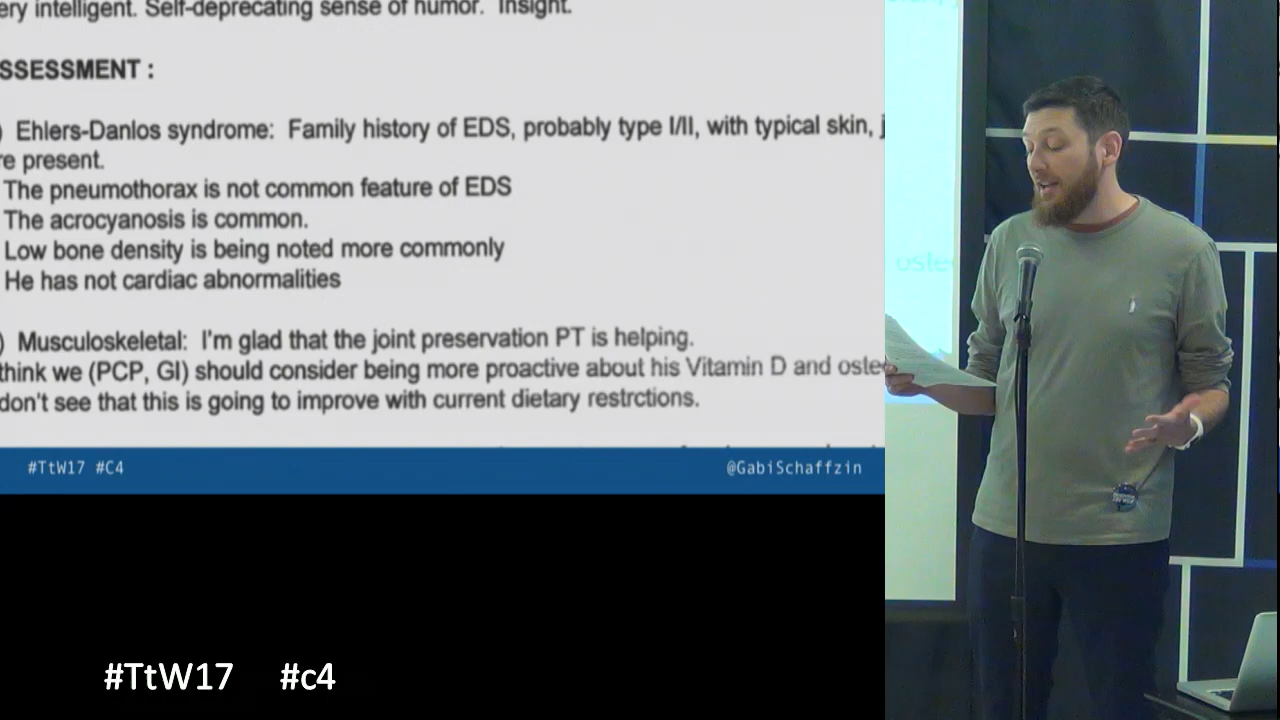 ery intelligent. Self-deprecating sense of humor. Insight.
SSESSMENT :
) Ehlers-Danlos syndrome: Family history of EDS, probably type I/II, with typical skin, j
re present.
The pneumothorax is not common feature of EDS
The acrocyanosis is common.
Low bone density is being noted more commonly
He has not cardiac abnormalities
) Musculoskeletal: I'm glad that the joint preservation PT is helping.
think we (PCP, GI) should consider being more proactive about his Vitamin D and oste
don't see that this is going to improve with current dietary restrctions.
#TtW17 #C4
@GabiSchaffzin
#TtW17 #c4
oste